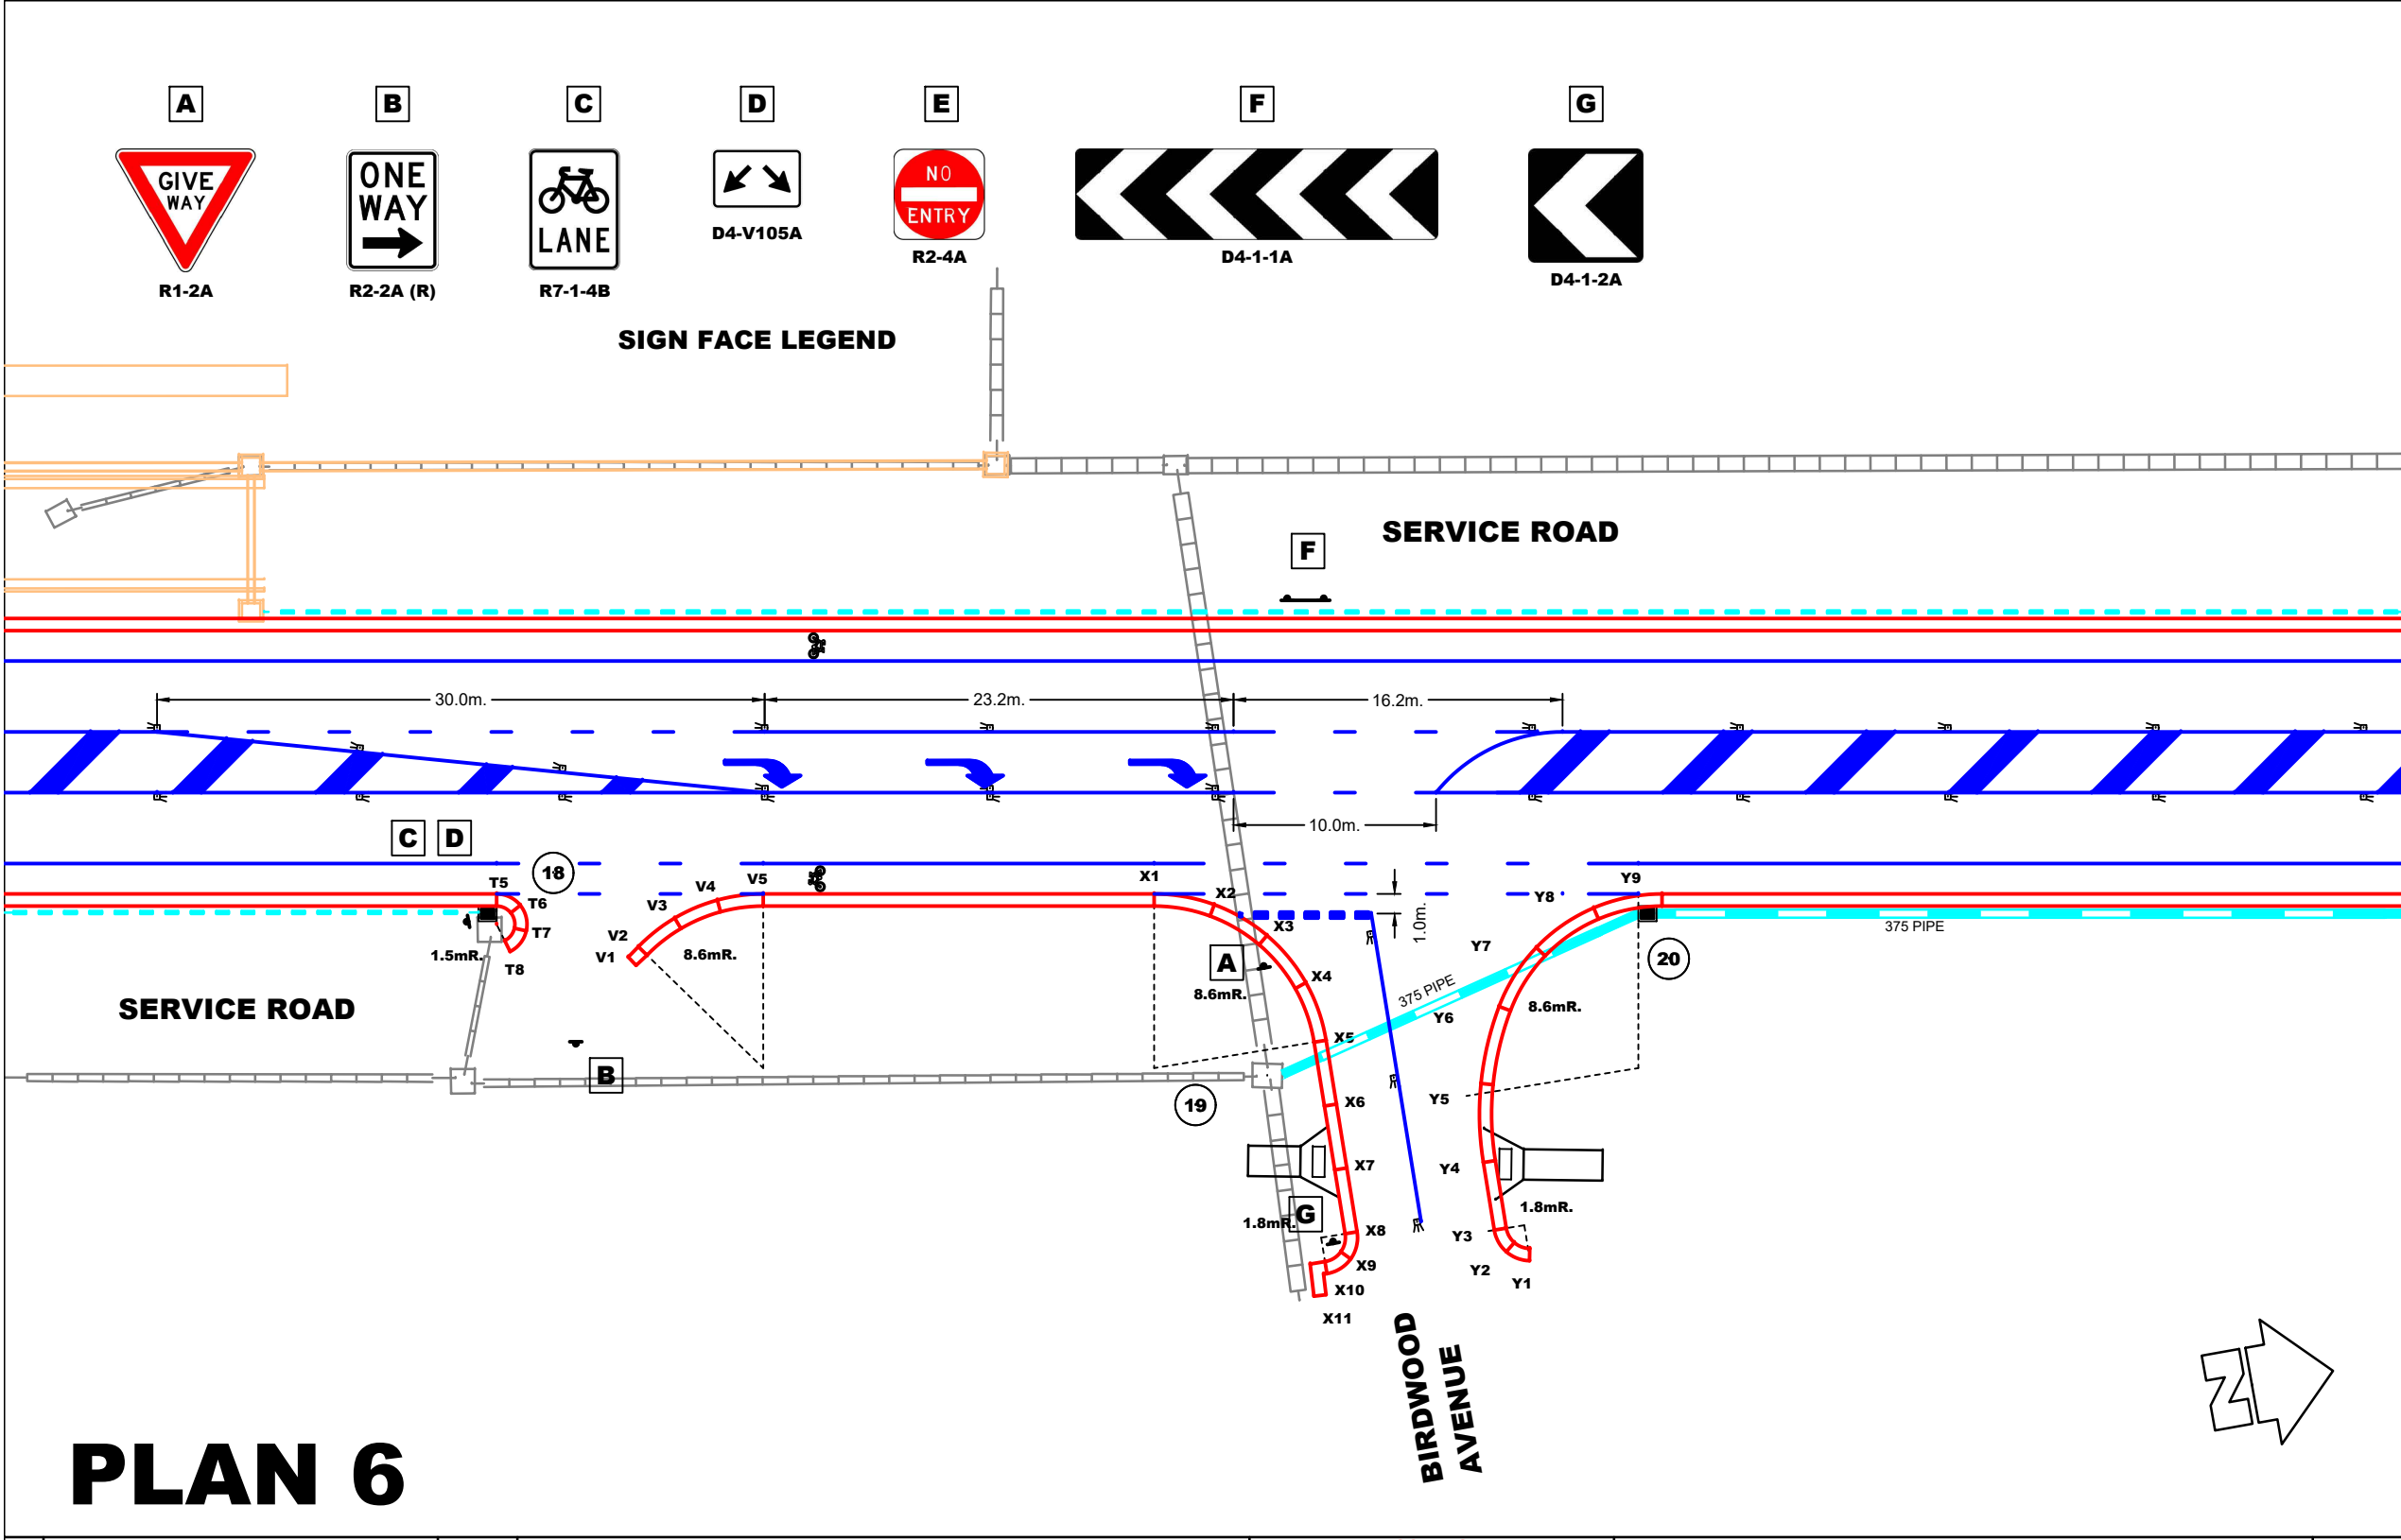 A B C D E F G
GIVE
WAY
R1-2A
ONE
WAY
R2-2A (R)
LANE
R7-1-4B
D4-V105A
NO
ENTRY
R2-4A
D4-1-1A
D4-1-2A
SIGN FACE LEGEND
SERVICE ROAD
F
30.0m. 23.2m. 16.2m.
10.0m.
C D
18
T5
T6
T7
T8
1.5mR.
V5
V4
V3
V2
V1
8.6mR.
X1
X2
X3
X4
X5
X6
X7
X8
X9
X10
X11
A
8.6mR.
1.0m.
375 PIPE
Y9
Y8
Y7
Y6
Y5
Y4
Y3
Y2
Y1
8.6mR.
20
375 PIPE
SERVICE ROAD
B
19
G
1.8mR.
1.8mR.
BIRDWOOD
AVENUE
N
PLAN 6